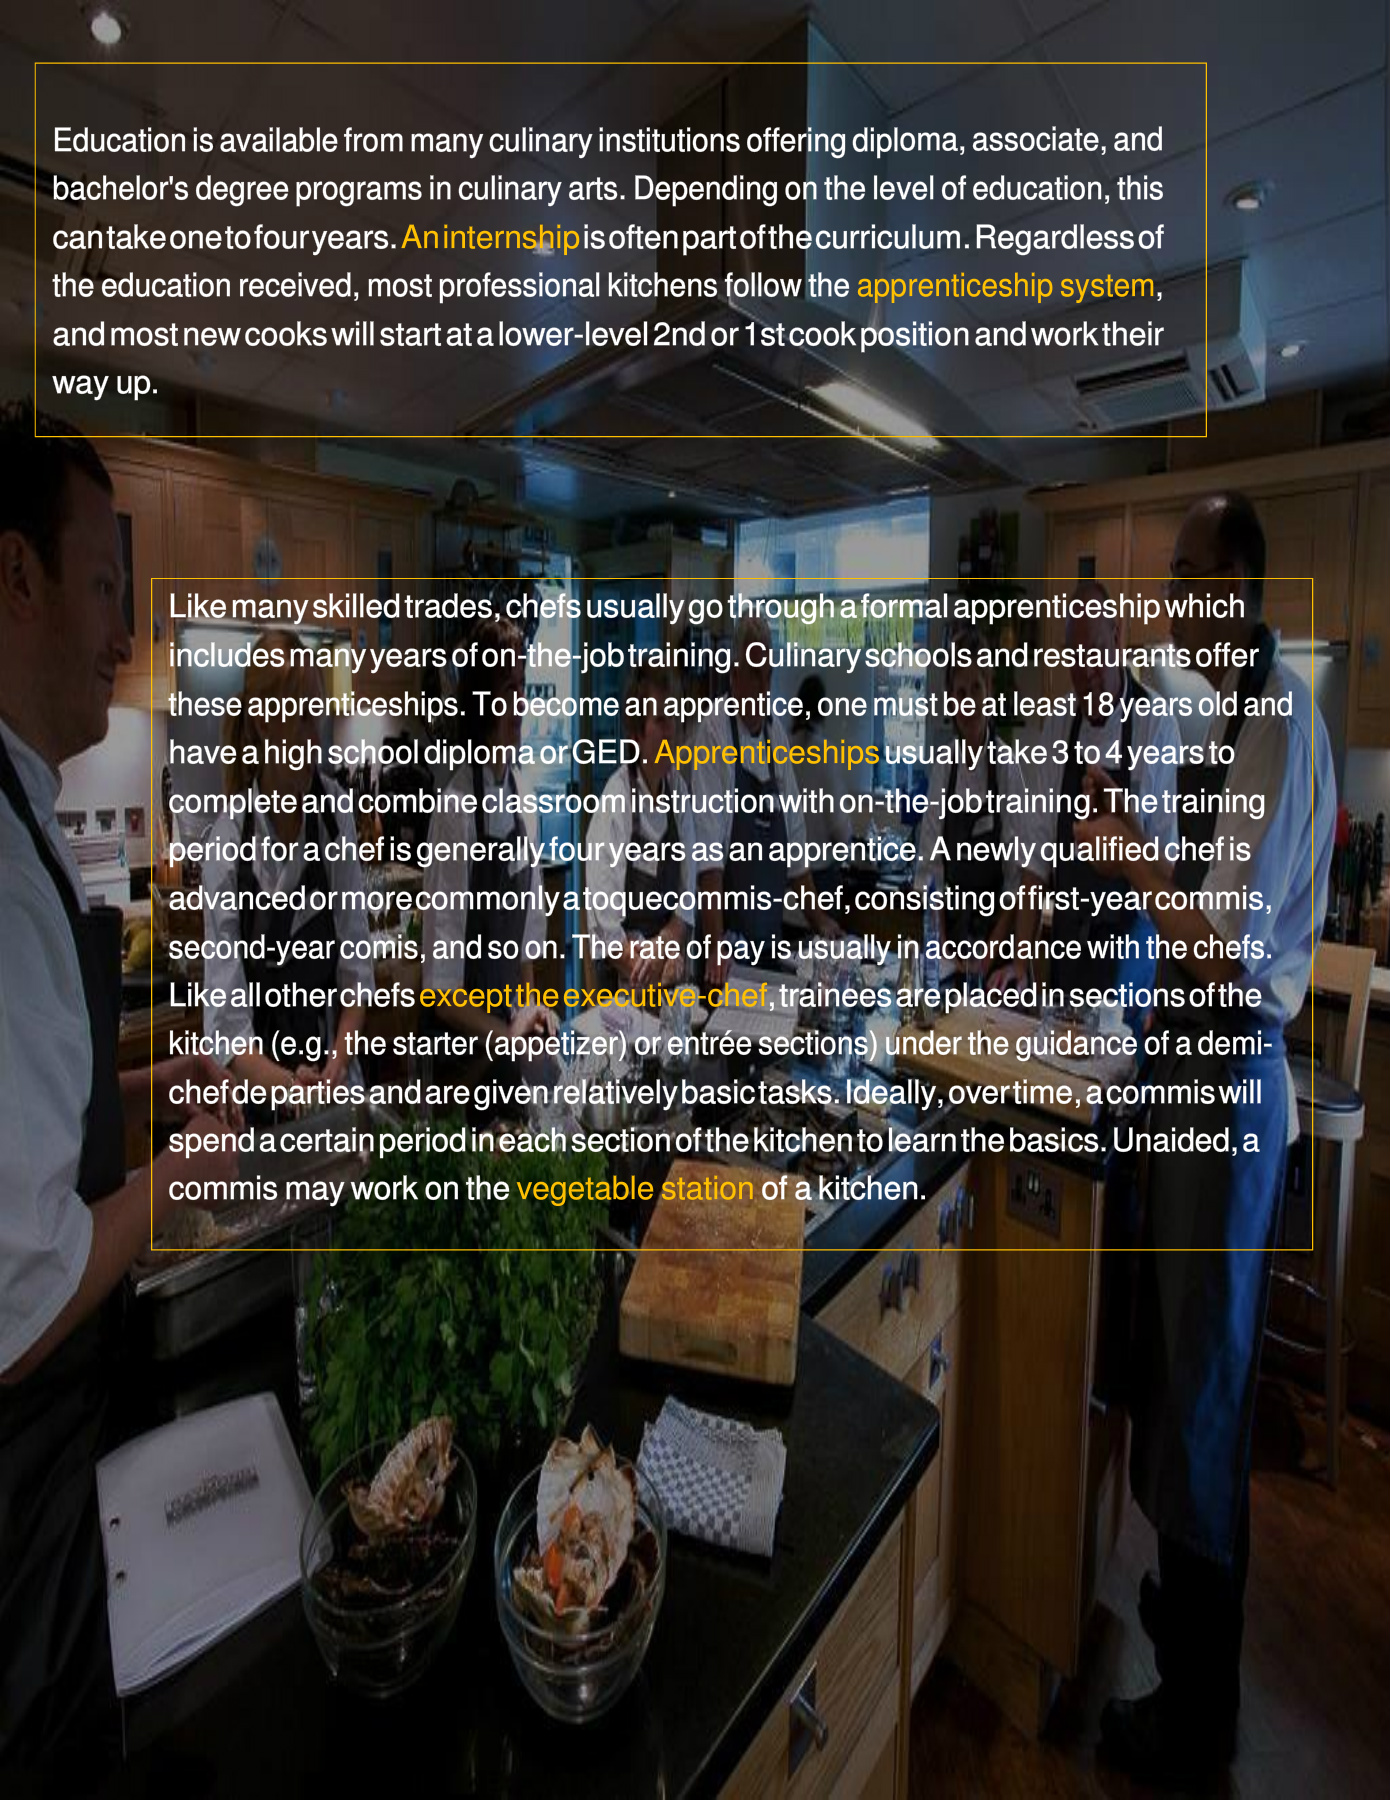 Education is available from many culinary institutions offering diploma, associate, and
bachelor's degree programs in culinary arts. Depending on the level of education, this
can take one to four years. An internship is often part of the curriculum. Regardless of
the education received, most professional kitchens follow the apprenticeship system,
and most new cooks will start at a lower-level 2nd or 1st cook position and work their
way up.
Like many skilled trades, chefs usually go through a formal apprenticeship which
includes many years of on-the-job training. Culinary schools and restaurants offer
these apprenticeships. To become an apprentice, one must be at least 18 years old and
have a high school diploma or GED. Apprenticeships usually take 3 to 4 years to
complete and combine classroom instruction with on-the-job training. The training
period for a chef is generally four years as an apprentice. A newly qualified chef is
advanced or more commonly a toquecommis-chef, consisting of first-year commis,
second-year comis, and so on. The rate of pay is usually in accordance with the chefs.
Like all other chefs except the executive-chef, trainees are placed in sections of the
kitchen (e.g., the starter (appetizer) or entrée sections) under the guidance of a demi-
chef de parties and are given relatively basic tasks. Ideally, over time, a commis will
spend a certain period in each section of the kitchen to learn the basics. Unaided, a
commis may work on the vegetable station of a kitchen.